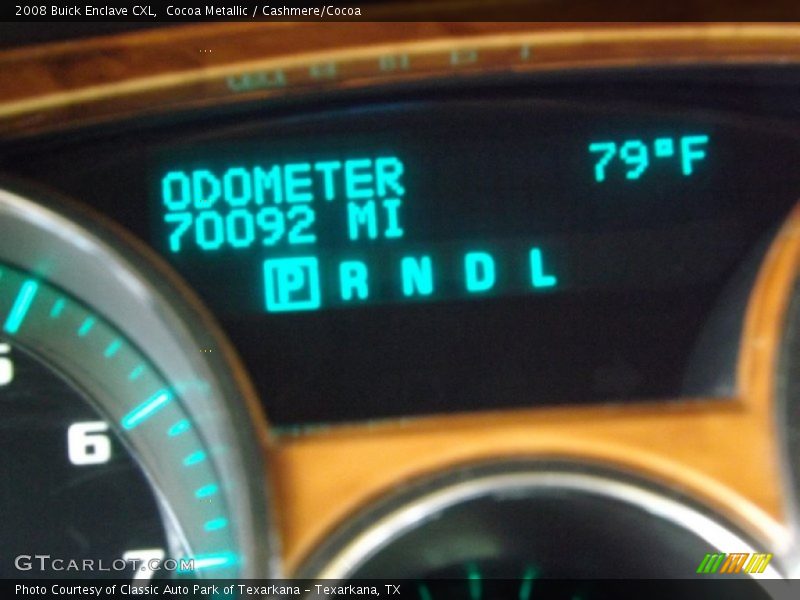 2008 Buick Enclave CXL,  Cocoa Metallic / Cashmere/Cocoa
ODOMETER
79°F
70092 MI
P R N D L
6
7
GTCARLOT.COM
Photo Courtesy of Classic Auto Park of Texarkana – Texarkana, TX